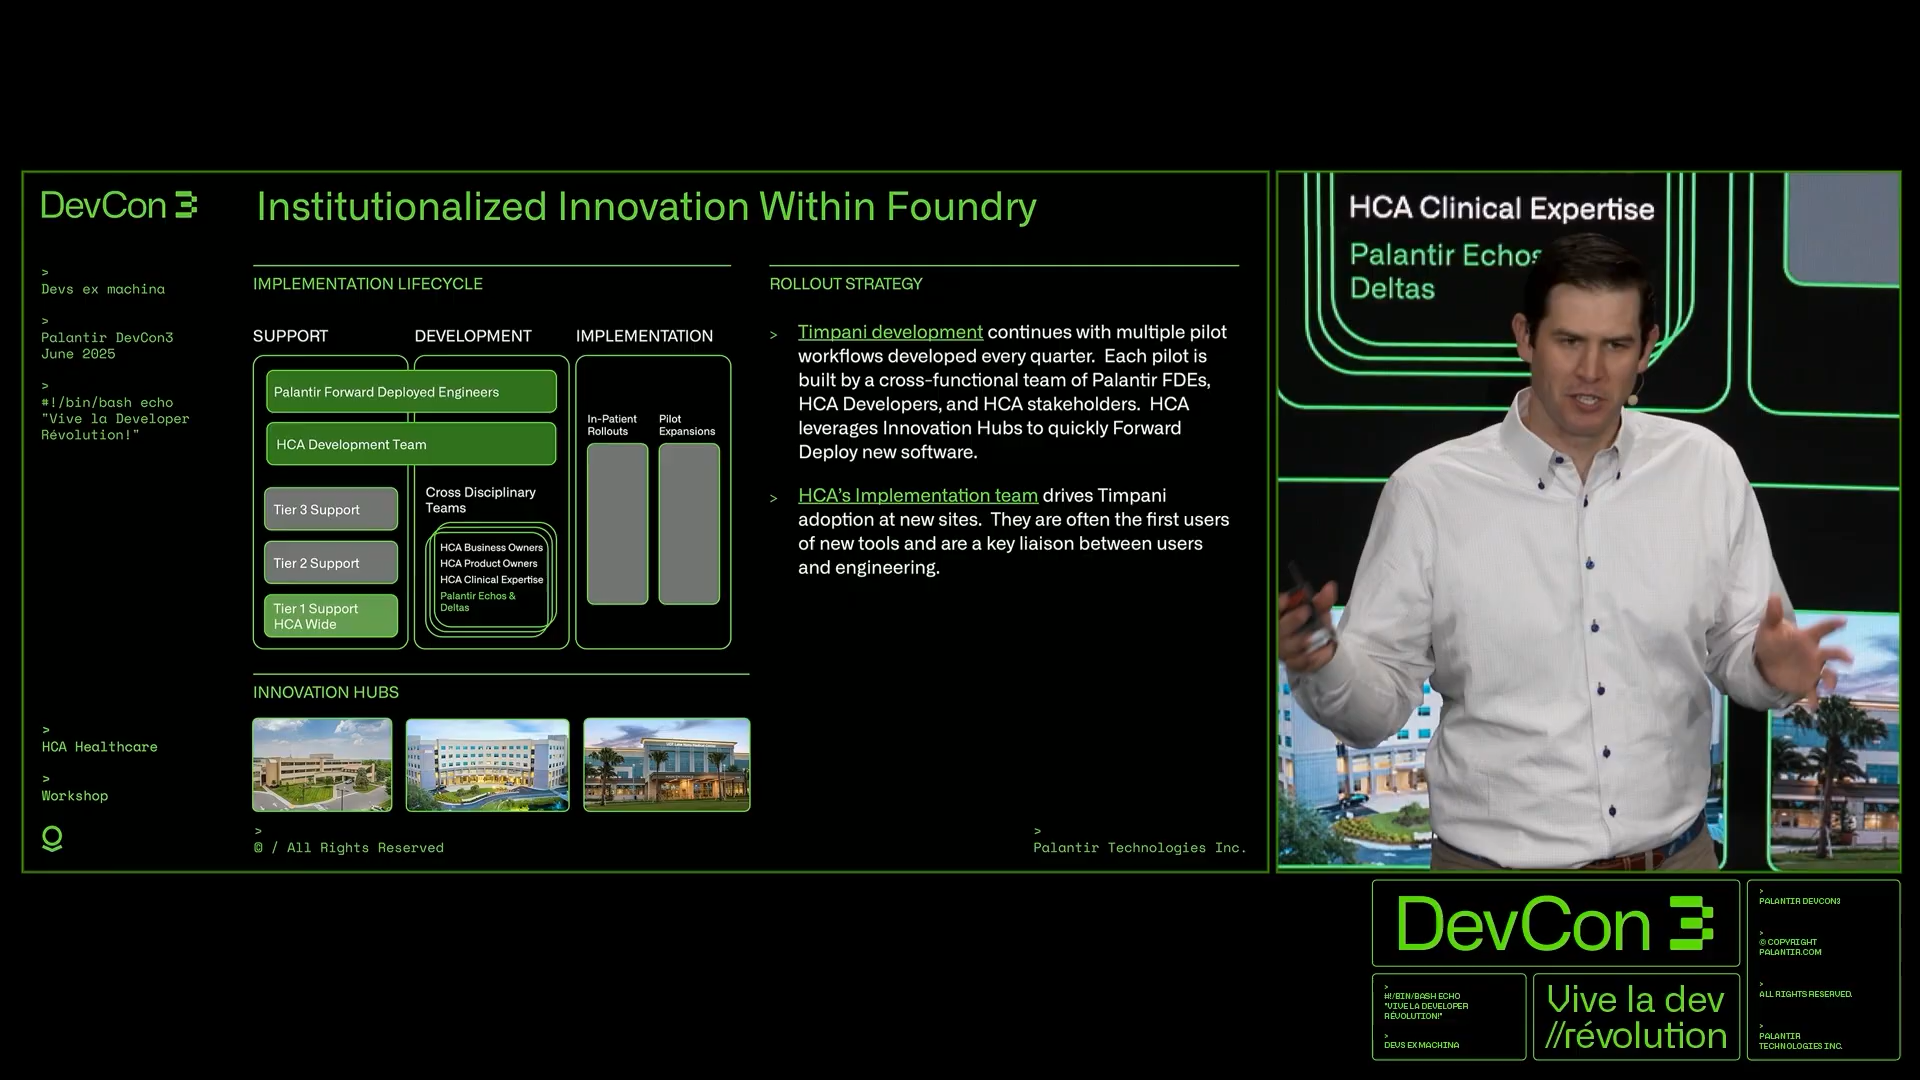 DevCon 3
Institutionalized Innovation Within Foundry
>
Devs ex machina
>
Palantir DevCon3
June 2025
>
#!/bin/bash echo
"Vive la Developer
Révolution!"
>
HCA Healthcare
>
Workshop
IMPLEMENTATION LIFECYCLE
SUPPORT
DEVELOPMENT
IMPLEMENTATION
Palantir Forward Deployed Engineers
HCA Development Team
Tier 3 Support
Tier 2 Support
Tier 1 Support
HCA Wide
Cross Disciplinary
Teams
HCA Business Owners
HCA Product Owners
HCA Clinical Expertise
Palantir Echos &
Deltas
In-Patient
Rollouts
Pilot
Expansions
INNOVATION HUBS
ROLLOUT STRATEGY
> Timpani development continues with multiple pilot
workflows developed every quarter. Each pilot is
built by a cross-functional team of Palantir FDEs,
HCA Developers, and HCA stakeholders. HCA
leverages Innovation Hubs to quickly Forward
Deploy new software.
> HCA's Implementation team drives Timpani
adoption at new sites. They are often the first users
of new tools and are a key liaison between users
and engineering.
>
© / All Rights Reserved
>
Palantir Technologies Inc.
HCA Clinical Expertise
Palantir Echos
Deltas
DevCon 3
>
#!/BIN/BASH ECHO
"VIVE LA DEVELOPER
RÉVOLUTION!"
>
DEVS EX MACHINA
Vive la dev
//révolution
>
PALANTIR DEVCON3
>
© COPYRIGHT
PALANTIR.COM
>
ALL RIGHTS RESERVED.
>
PALANTIR
TECHNOLOGIES INC.